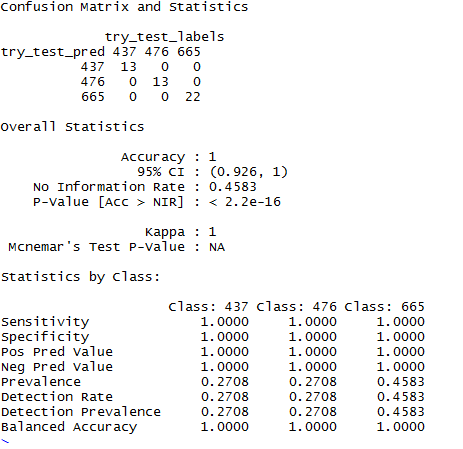 Confusion Matrix and Statistics
try_test_labels
try_test_pred 437 476 665
437 13 0 0
476 0 13 0
665 0 0 22
Overall Statistics
Accuracy : 1
95% CI : (0.926, 1)
No Information Rate : 0.4583
P-Value [Acc > NIR] : < 2.2e-16
Kappa : 1
Mcnemar's Test P-Value : NA
Statistics by Class:
Class: 437 Class: 476 Class: 665
Sensitivity 1.0000 1.0000 1.0000
Specificity 1.0000 1.0000 1.0000
Pos Pred Value 1.0000 1.0000 1.0000
Neg Pred Value 1.0000 1.0000 1.0000
Prevalence 0.2708 0.2708 0.4583
Detection Rate 0.2708 0.2708 0.4583
Detection Prevalence 0.2708 0.2708 0.4583
Balanced Accuracy 1.0000 1.0000 1.0000